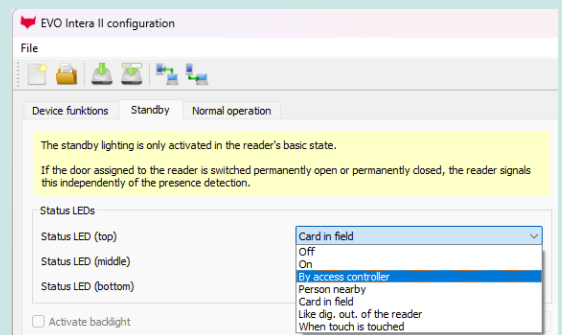 EVO Intera II configuration
File
Device funktions Standby Normal operation
The standby lighting is only activated in the reader's basic state.
If the door assigned to the reader is switched permanently open or permanently closed, the reader signals
this independently of the presence detection.
Status LEDs
Status LED (top) Card in field
Off
On
Status LED (middle)
By access controller
Person nearby
Status LED (bottom)
Card in field
Like dig. out. of the reader
Activate backlight
When touch is touched